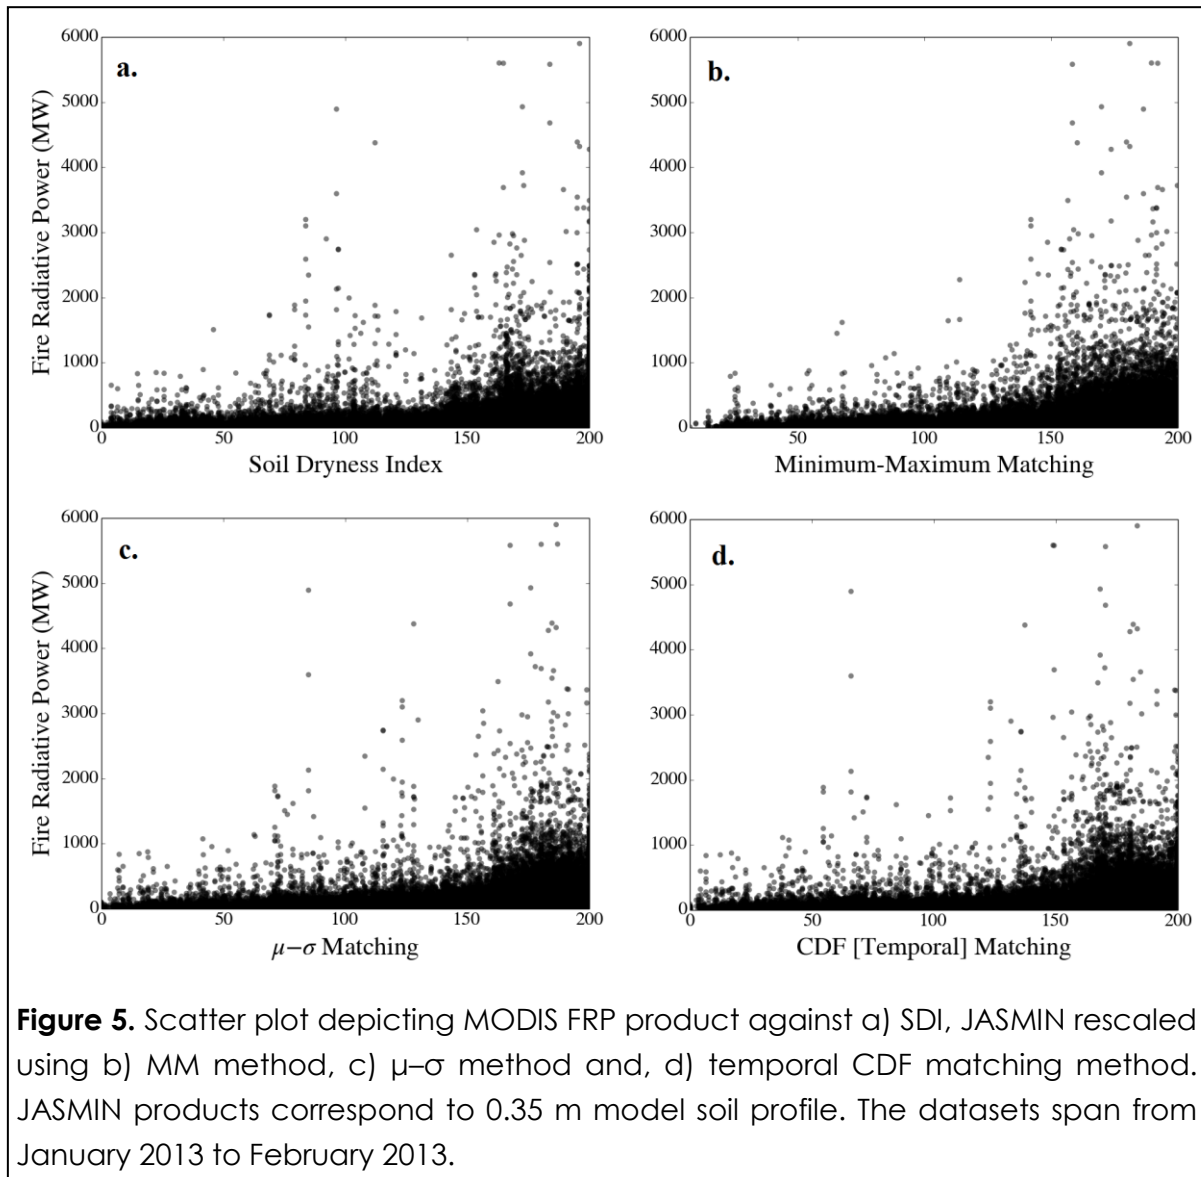 a.
Fire Radiative Power (MW)
6000
5000
4000
3000
2000
1000
0
0 50 100 150 200
Soil Dryness Index
b.
6000
5000
4000
3000
2000
1000
0
50 100 150 200
Minimum-Maximum Matching
c.
Fire Radiative Power (MW)
6000
5000
4000
3000
2000
1000
0
0 50 100 150 200
μ−σ Matching
d.
6000
5000
4000
3000
2000
1000
0
0 50 100 150 200
CDF [Temporal] Matching
Figure 5. Scatter plot depicting MODIS FRP product against a) SDI, JASMIN rescaled
using b) MM method, c) μ–σ method and, d) temporal CDF matching method.
JASMIN products correspond to 0.35 m model soil profile. The datasets span from
January 2013 to February 2013.